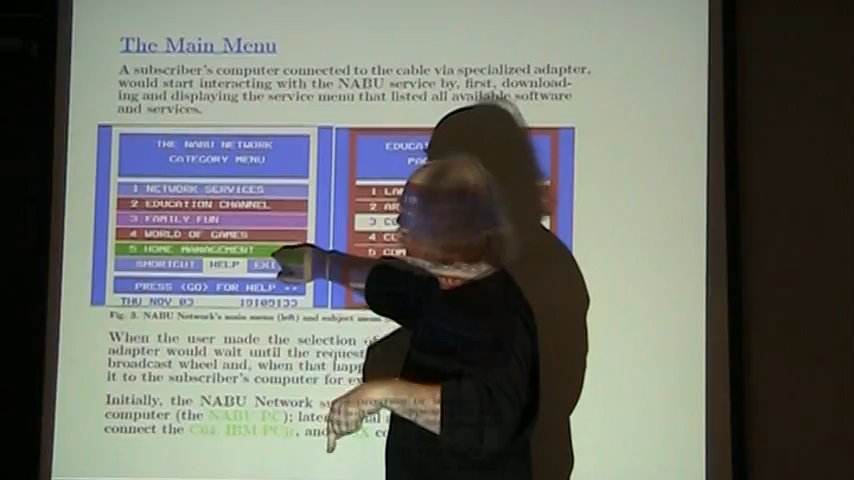 The Main Menu
A subscriber's computer connected to the cable via specialized adapter,
would start interacting with the NABU service by, first, download-
ing and displaying the service menu that listed all available software
and services.
THE NABU NETWORK
CATEGORY MENU
1 NETWORK SERVICES
2 EDUCATION CHANNEL
3 FAMILY FUN
4 WORLD OF GAMES
5 HOME MANAGEMENT
SHORTCUT HELP
PRESS <GO> FOR HELP
THU NOV 03
1
2
3
4
5
Fig. 3. NABU Network's main menu (left) and subject menu
When the user made the selection
adapter would wait until the
broadcast wheel and, when that
it to the subscriber's computer for
Initially, the NABU Network
computer (the NABU PC);
connect the C64, IBM PCjr,